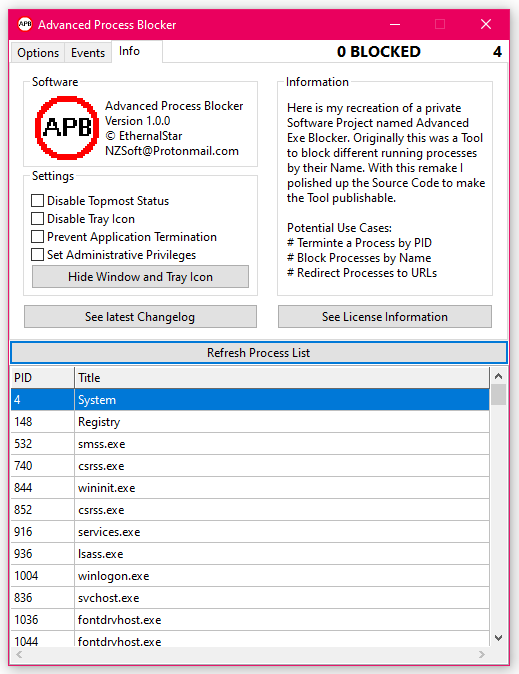 APB Advanced Process Blocker
Options Events Info 0 BLOCKED 4
Software
APB
Advanced Process Blocker
Version 1.0.0
© EthernalStar
NZSoft@Protonmail.com
Settings
Disable Topmost Status
Disable Tray Icon
Prevent Application Termination
Set Administrative Privileges
Hide Window and Tray Icon
Information
Here is my recreation of a private
Software Project named Advanced
Exe Blocker. Originally this was a Tool
to block different running processes
by their Name. With this remake I
polished up the Source Code to make
the Tool publishable.
Potential Use Cases:
# Terminte a Process by PID
# Block Processes by Name
# Redirect Processes to URLs
See latest Changelog
See License Information
Refresh Process List
PID Title
4 System
148 Registry
532 smss.exe
740 csrss.exe
844 wininit.exe
852 csrss.exe
916 services.exe
936 lsass.exe
1004 winlogon.exe
836 svchost.exe
1036 fontdrvhost.exe
1044 fontdrvhost.exe